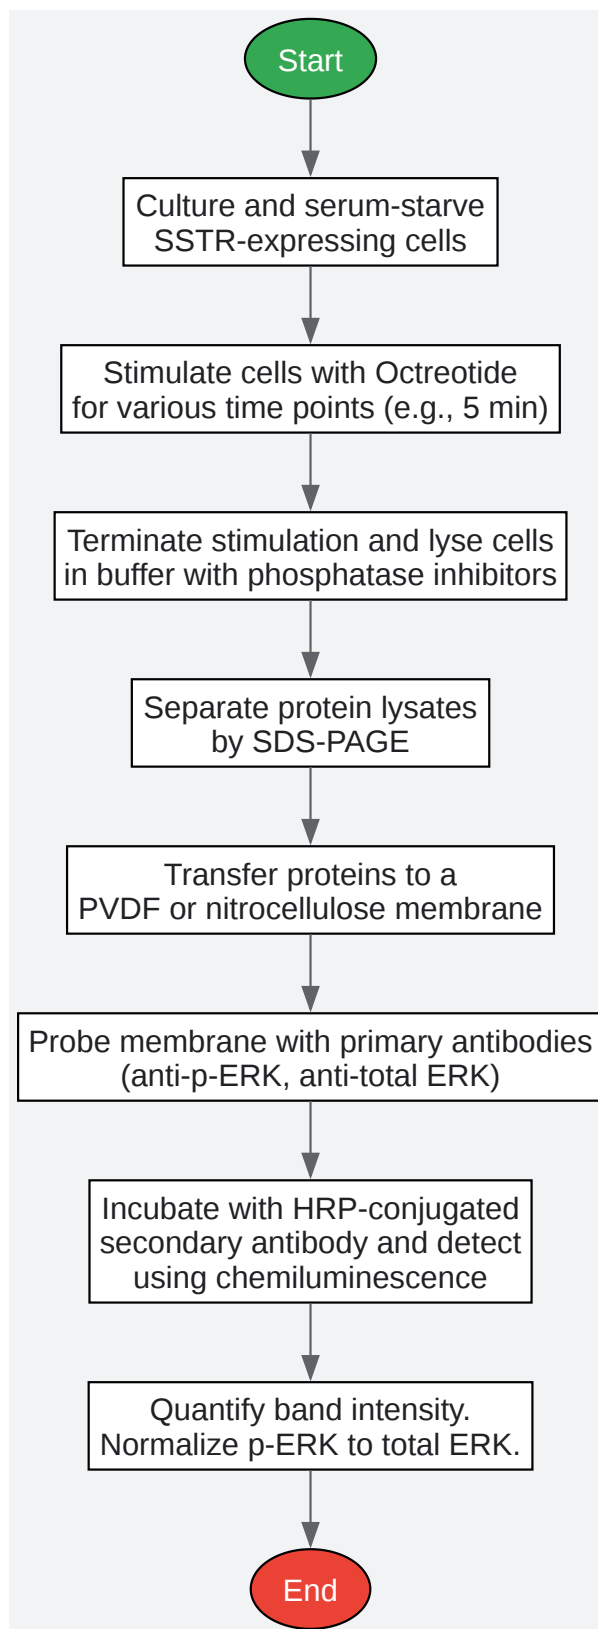 Start
Culture and serum-starve
SSTR-expressing cells
Stimulate cells with Octreotide
for various time points (e.g., 5 min)
Terminate stimulation and lyse cells
in buffer with phosphatase inhibitors
Separate protein lysates
by SDS-PAGE
Transfer proteins to a
PVDF or nitrocellulose membrane
Probe membrane with primary antibodies
(anti-p-ERK, anti-total ERK)
Incubate with HRP-conjugated
secondary antibody and detect
using chemiluminescence
Quantify band intensity.
Normalize p-ERK to total ERK.
End